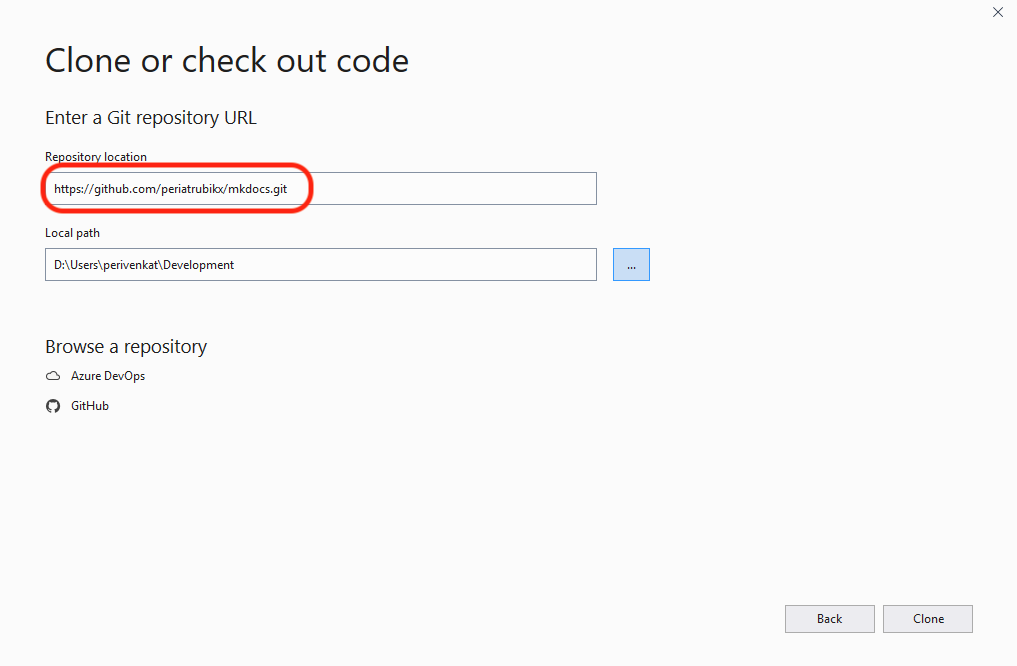 Clone or check out code
Enter a Git repository URL
Repository location
https://github.com/periatrubikx/mkdocs.git
Local path
D:\Users\perivenkat\Development
...
Browse a repository
Azure DevOps
GitHub
Back
Clone